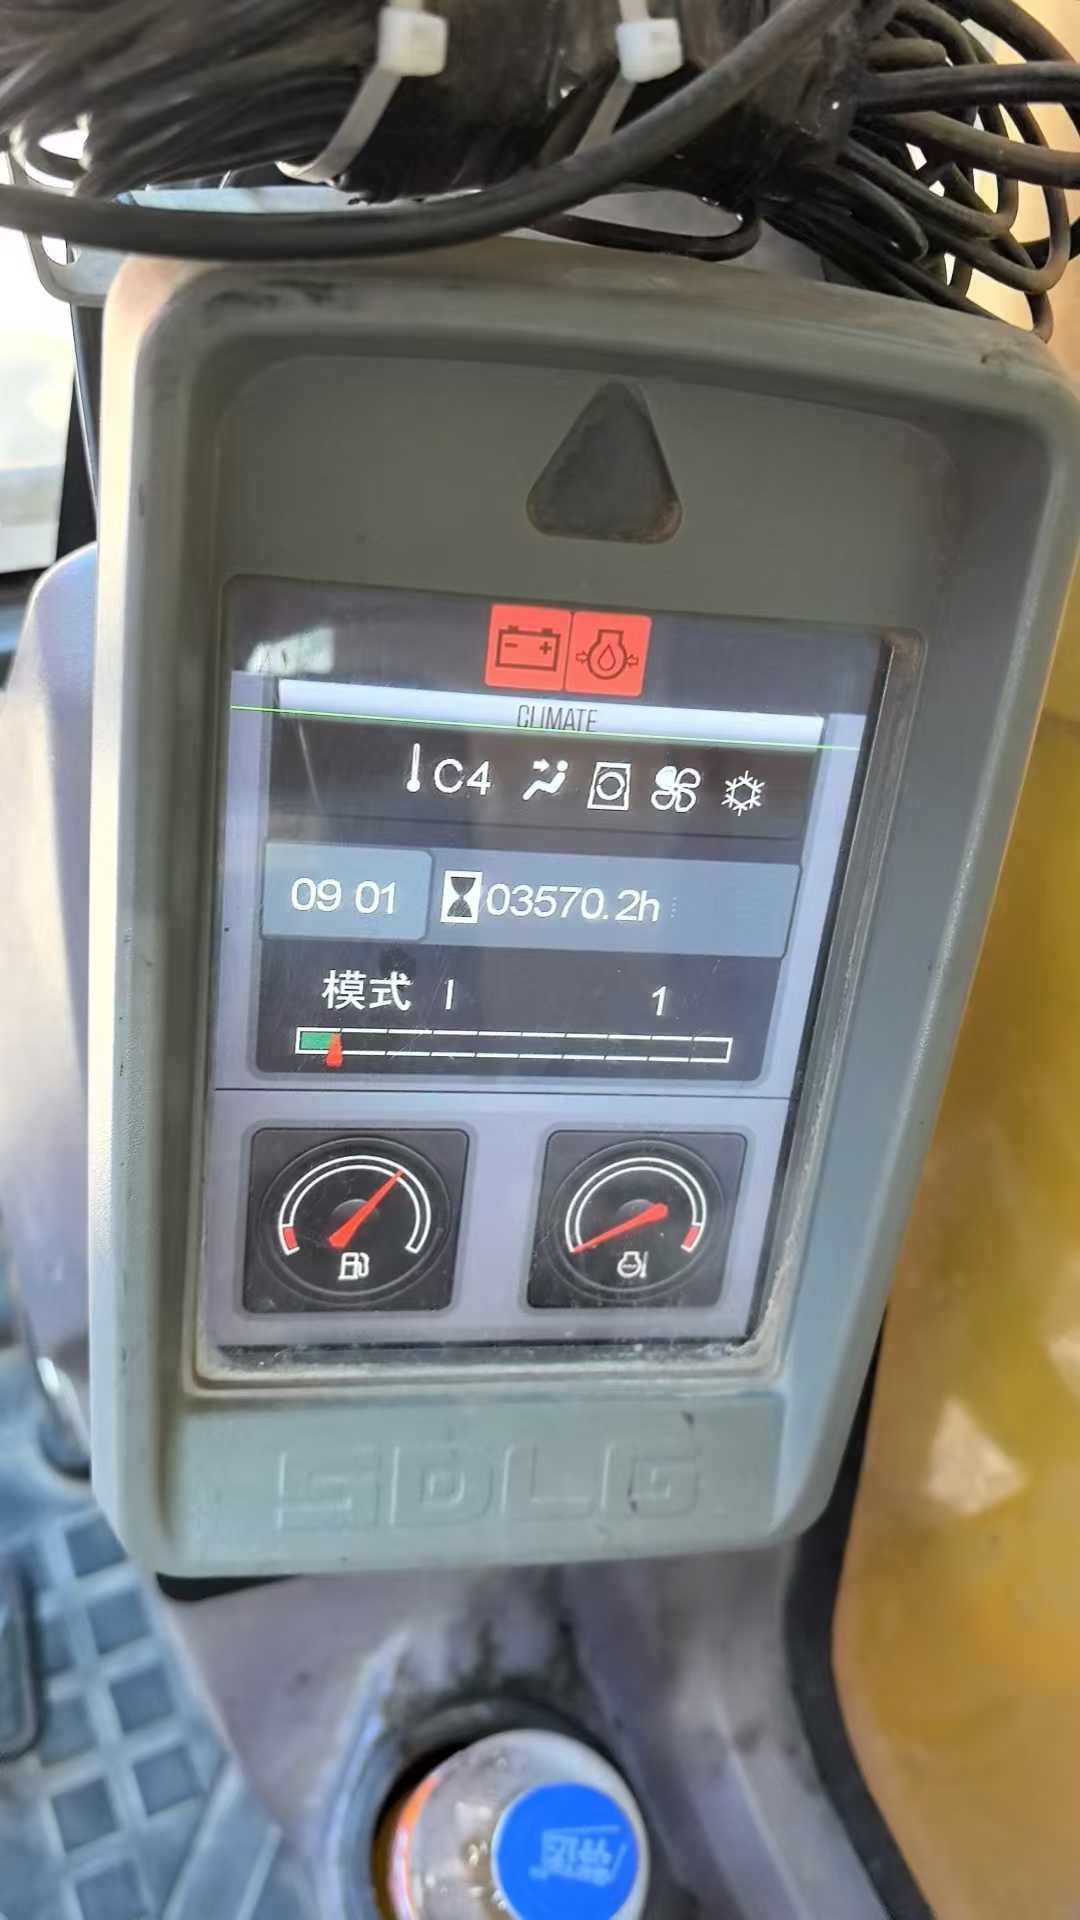 CLIMATE
C4
09 01 03570.2h
模式 I 1
SDLG